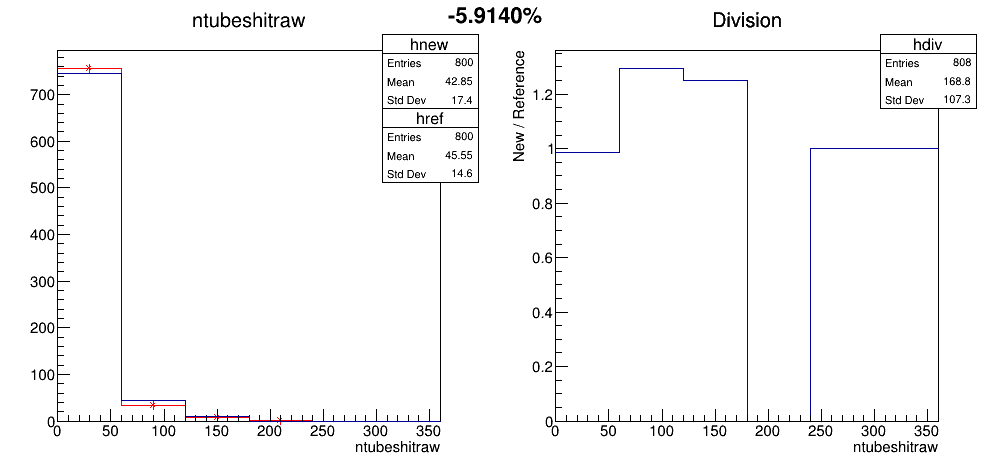 -5.9140%
ntubeshitraw
hnew
Entries 800
Mean 42.85
Std Dev 17.4
href
Entries 800
Mean 45.55
Std Dev 14.6
700
600
500
400
300
200
100
0
0 50 100 150 200 250 300 350
ntubeshitraw
Division
hdiv
Entries 808
Mean 168.8
Std Dev 107.3
New / Reference
1.2
1
0.8
0.6
0.4
0.2
0
0 50 100 150 200 250 300 350
ntubeshitraw